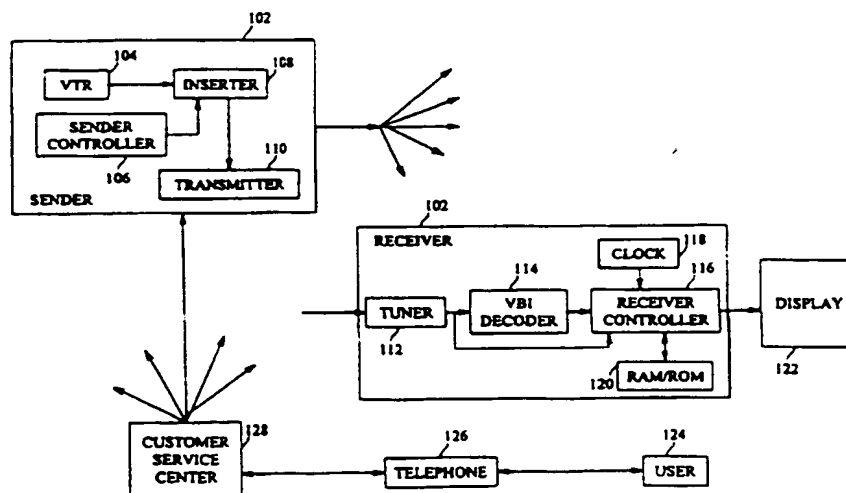 102
104
108
VTR
INSERTER
SENDER
CONTROLLER
106
110
TRANSMITTER
SENDER
102
RECEIVER
118
CLOCK
114
116
TUNER
VBI
DECODER
RECEIVER
CONTROLLER
DISPLAY
112
120
RAM/ROM
122
128
CUSTOMER
SERVICE
CENTER
126
TELEPHONE
124
USER